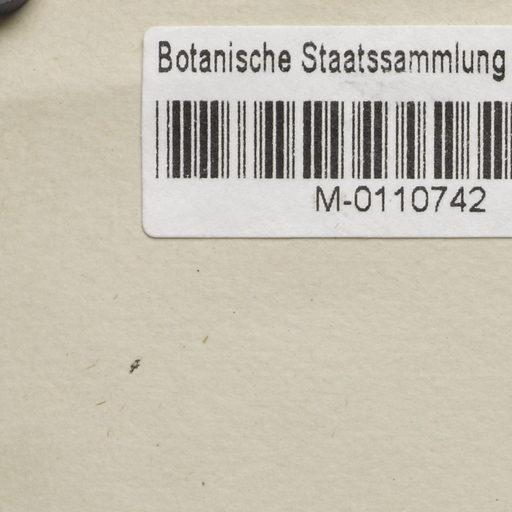 Botanische Staatssammlung
M-0110742